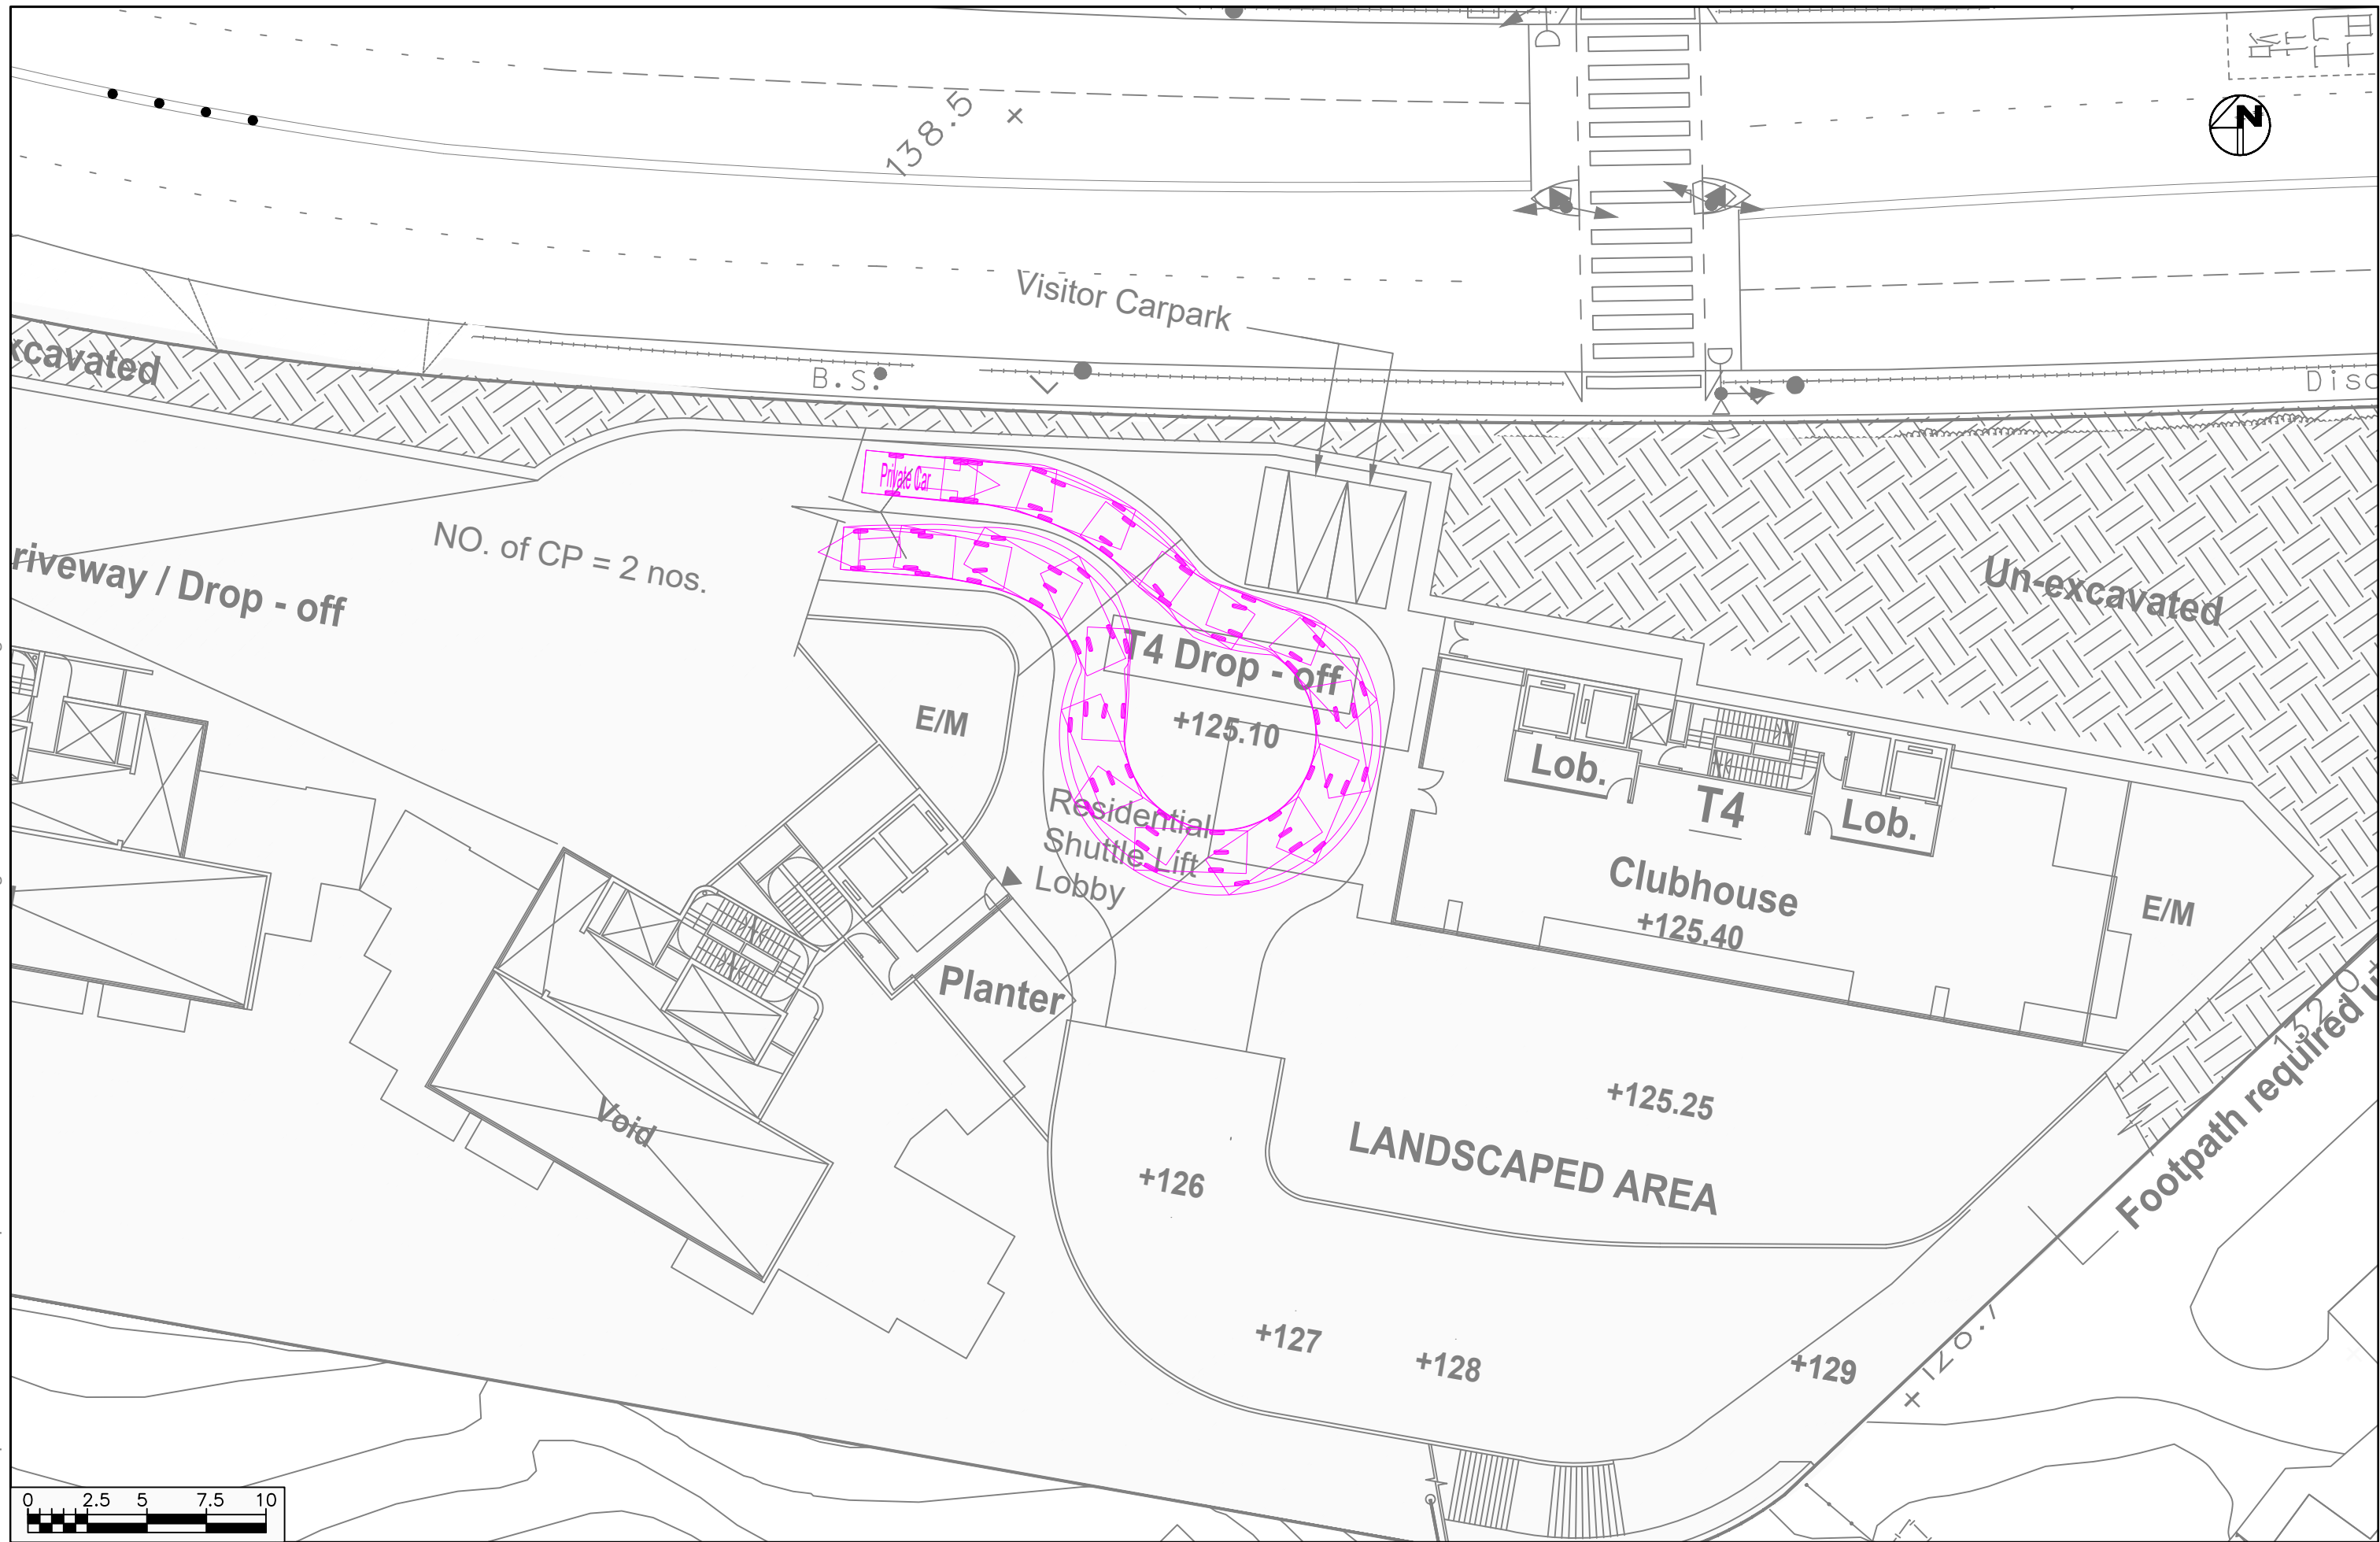 138.5
N
Visitor Carpark
xcavated
B.S.
Disc
Private Car
NO. of CP = 2 nos.
riveway / Drop - off
Un-excavated
T4 Drop - off
+125.10
E/M
Lob.
T4
Lob.
Residential
Shuttle Lift
Lobby
Clubhouse
+125.40
E/M
Planter
132.0
Footpath required u
+125.25
Void
LANDSCAPED AREA
+126
+127
+128
+129
0 2.5 5 7.5 10